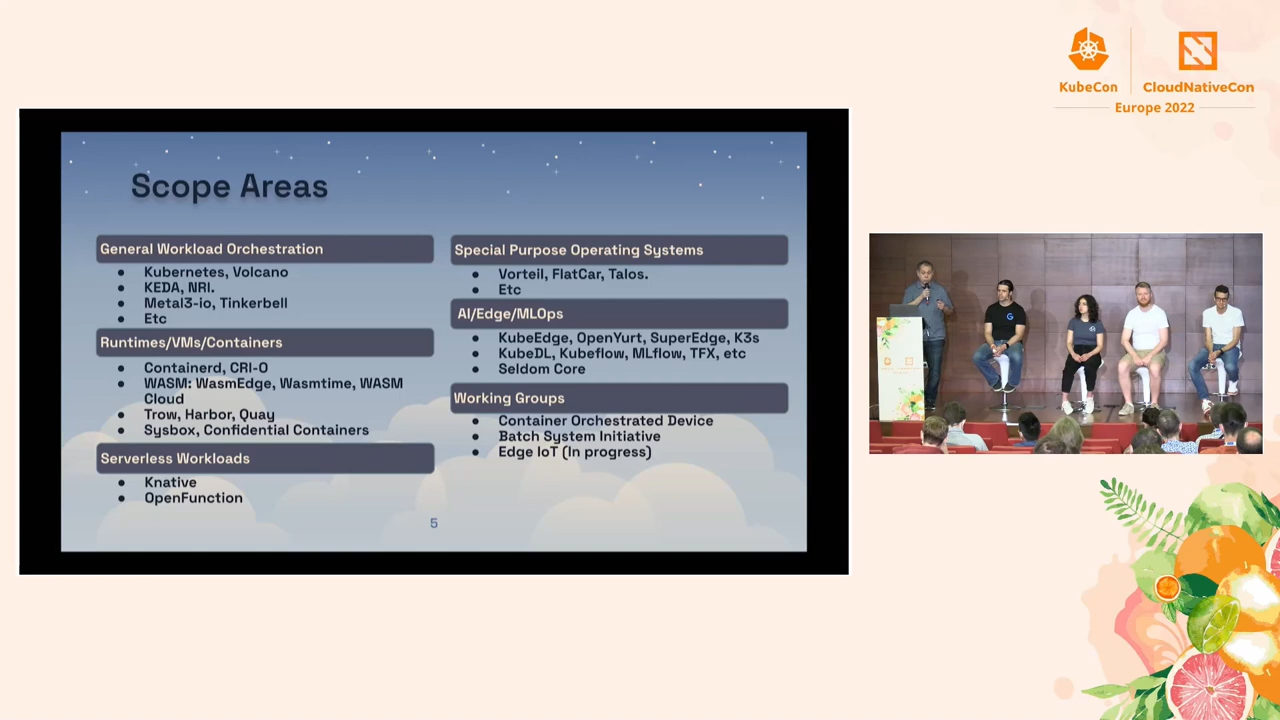 KubeCon
CloudNativeCon
Europe 2022
Scope Areas
General Workload Orchestration
● Kubernetes, Volcano
● KEDA, NRI.
● Metal3-io, Tinkerbell
● Etc
Runtimes/VMs/Containers
● Containerd, CRI-O
● WASM: WasmEdge, Wasmtime, WASM
Cloud
● Trow, Harbor, Quay
● Sysbox, Confidential Containers
Serverless Workloads
● Knative
● OpenFunction
Special Purpose Operating Systems
● Vorteil, FlatCar, Talos.
● Etc
AI/Edge/MLOps
● KubeEdge, OpenYurt, SuperEdge, K3s
● KubeDL, Kubeflow, MLflow, TFX, etc
● Seldom Core
Working Groups
● Container Orchestrated Device
● Batch System Initiative
● Edge IoT (In progress)
5